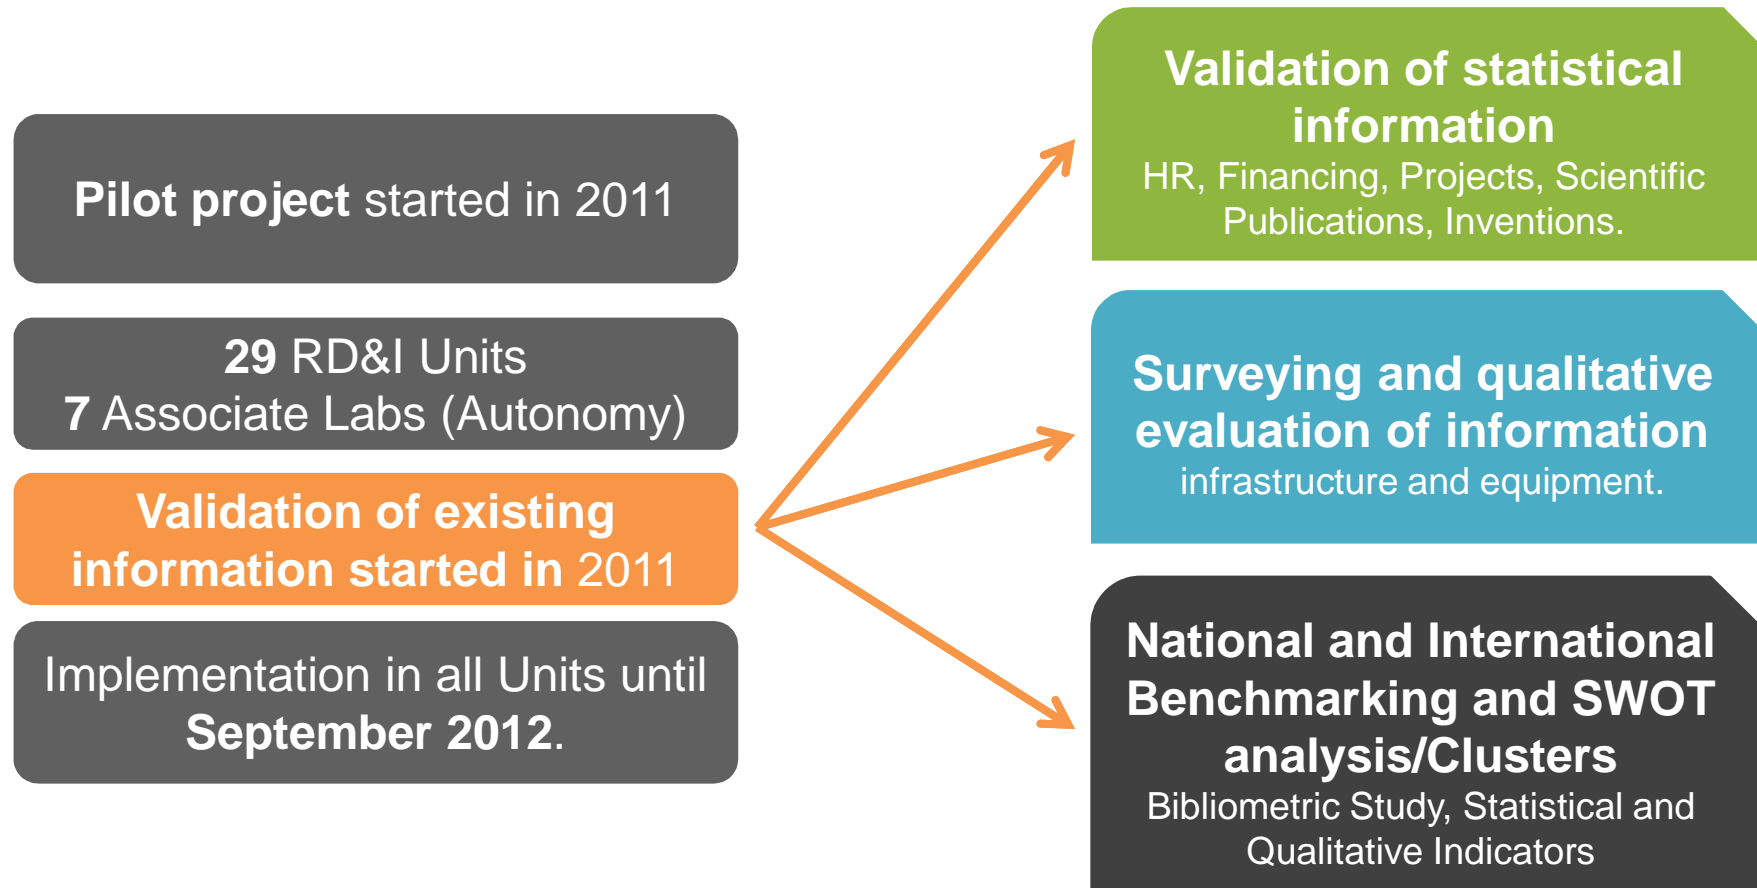 Pilot project started in 2011
29 RD&I Units
7 Associate Labs (Autonomy)
Validation of existing
information started in 2011
Implementation in all Units until
September 2012.
Validation of statistical
information
HR, Financing, Projects, Scientific
Publications, Inventions.
Surveying and qualitative
evaluation of information
infrastructure and equipment.
National and International
Benchmarking and SWOT
analysis/Clusters
Bibliometric Study, Statistical and
Qualitative Indicators